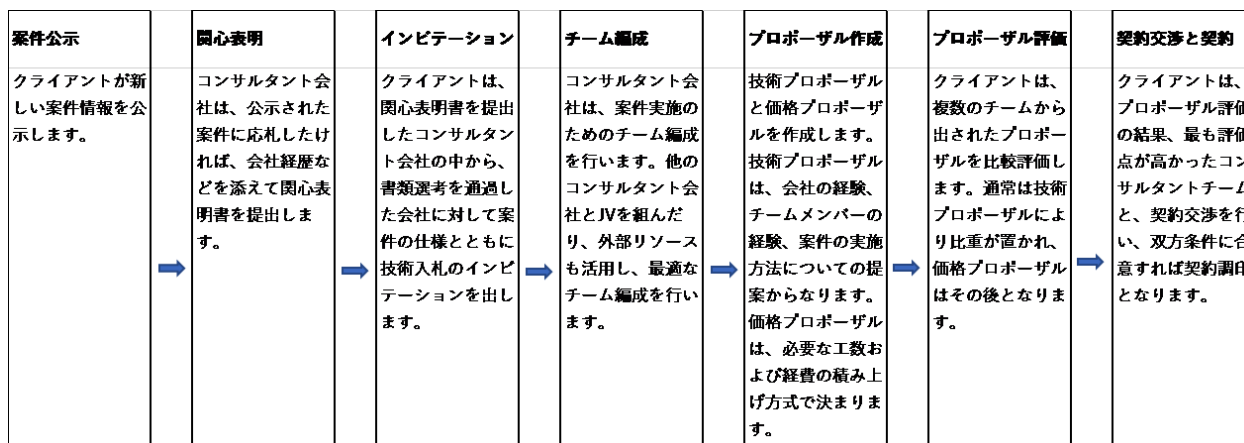 案件公示
クライアントが新
しい案件情報を公
示します。
関心表明
コンサルタント会
社は、公示された
案件に応札したけ
れば、会社経歴な
どを添えて関心表
明書を提出しま
す。
インビテーション
クライアントは、
関心表明書を提出
したコンサルタン
ト会社の中から、
書類選考を通過し
た会社に対して案
件の仕様とともに
技術入札のインビ
テーションを出し
ます。
チーム編成
コンサルタント会
社は、案件実施の
ためのチーム編成
を行います。他の
コンサルタント会
社とJVを組んだ
り、外部リソース
も活用し、最適な
チーム編成を行い
ます。
プロポーザル作成
技術プロポーザル
と価格プロポーザ
ルを作成します。
技術プロポーザル
は、会社の経験、
チームメンバーの
経験、案件の実施
方法についての提
案からなります。
価格プロポーザル
は、必要な工数お
よび経費の積み上
げ方式で決まりま
す。
プロポーザル評価
クライアントは、
複数のチームから
出されたプロポー
ザルを比較評価し
ます。通常は技術
プロポーザルによ
り比重が置かれ、
価格プロポーザル
はその後となりま
す。
契約交渉と契約
クライアントは、
プロポーザル評価
の結果、最も評価
点が高かったコン
サルタントチーム
と、契約交渉を行
い、双方条件に合
意すれば契約調印
となります。